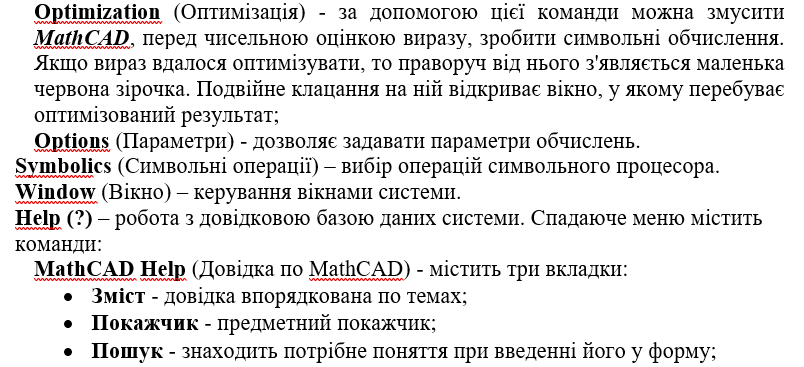 Optimization (Оптимізація) - за допомогою цієї команди можна змусити
MathCAD, перед чисельною оцінкою виразу, зробити символьні обчислення.
Якщо вираз вдалося оптимізувати, то праворуч від нього з'являється маленька
червона зірочка. Подвійне клацання на ній відкриває вікно, у якому перебуває
оптимізований результат;
Options (Параметри) - дозволяє задавати параметри обчислень.
Symbolics (Символьні операції) – вибір операцій символьного процесора.
Window (Вікно) – керування вікнами системи.
Help (?) – робота з довідковою базою даних системи. Спадаюче меню містить
команди:
MathCAD Help (Довідка по MathCAD) - містить три вкладки:
• Зміст - довідка впорядкована по темах;
• Покажчик - предметний покажчик;
• Пошук - знаходить потрібне поняття при введенні його у форму;